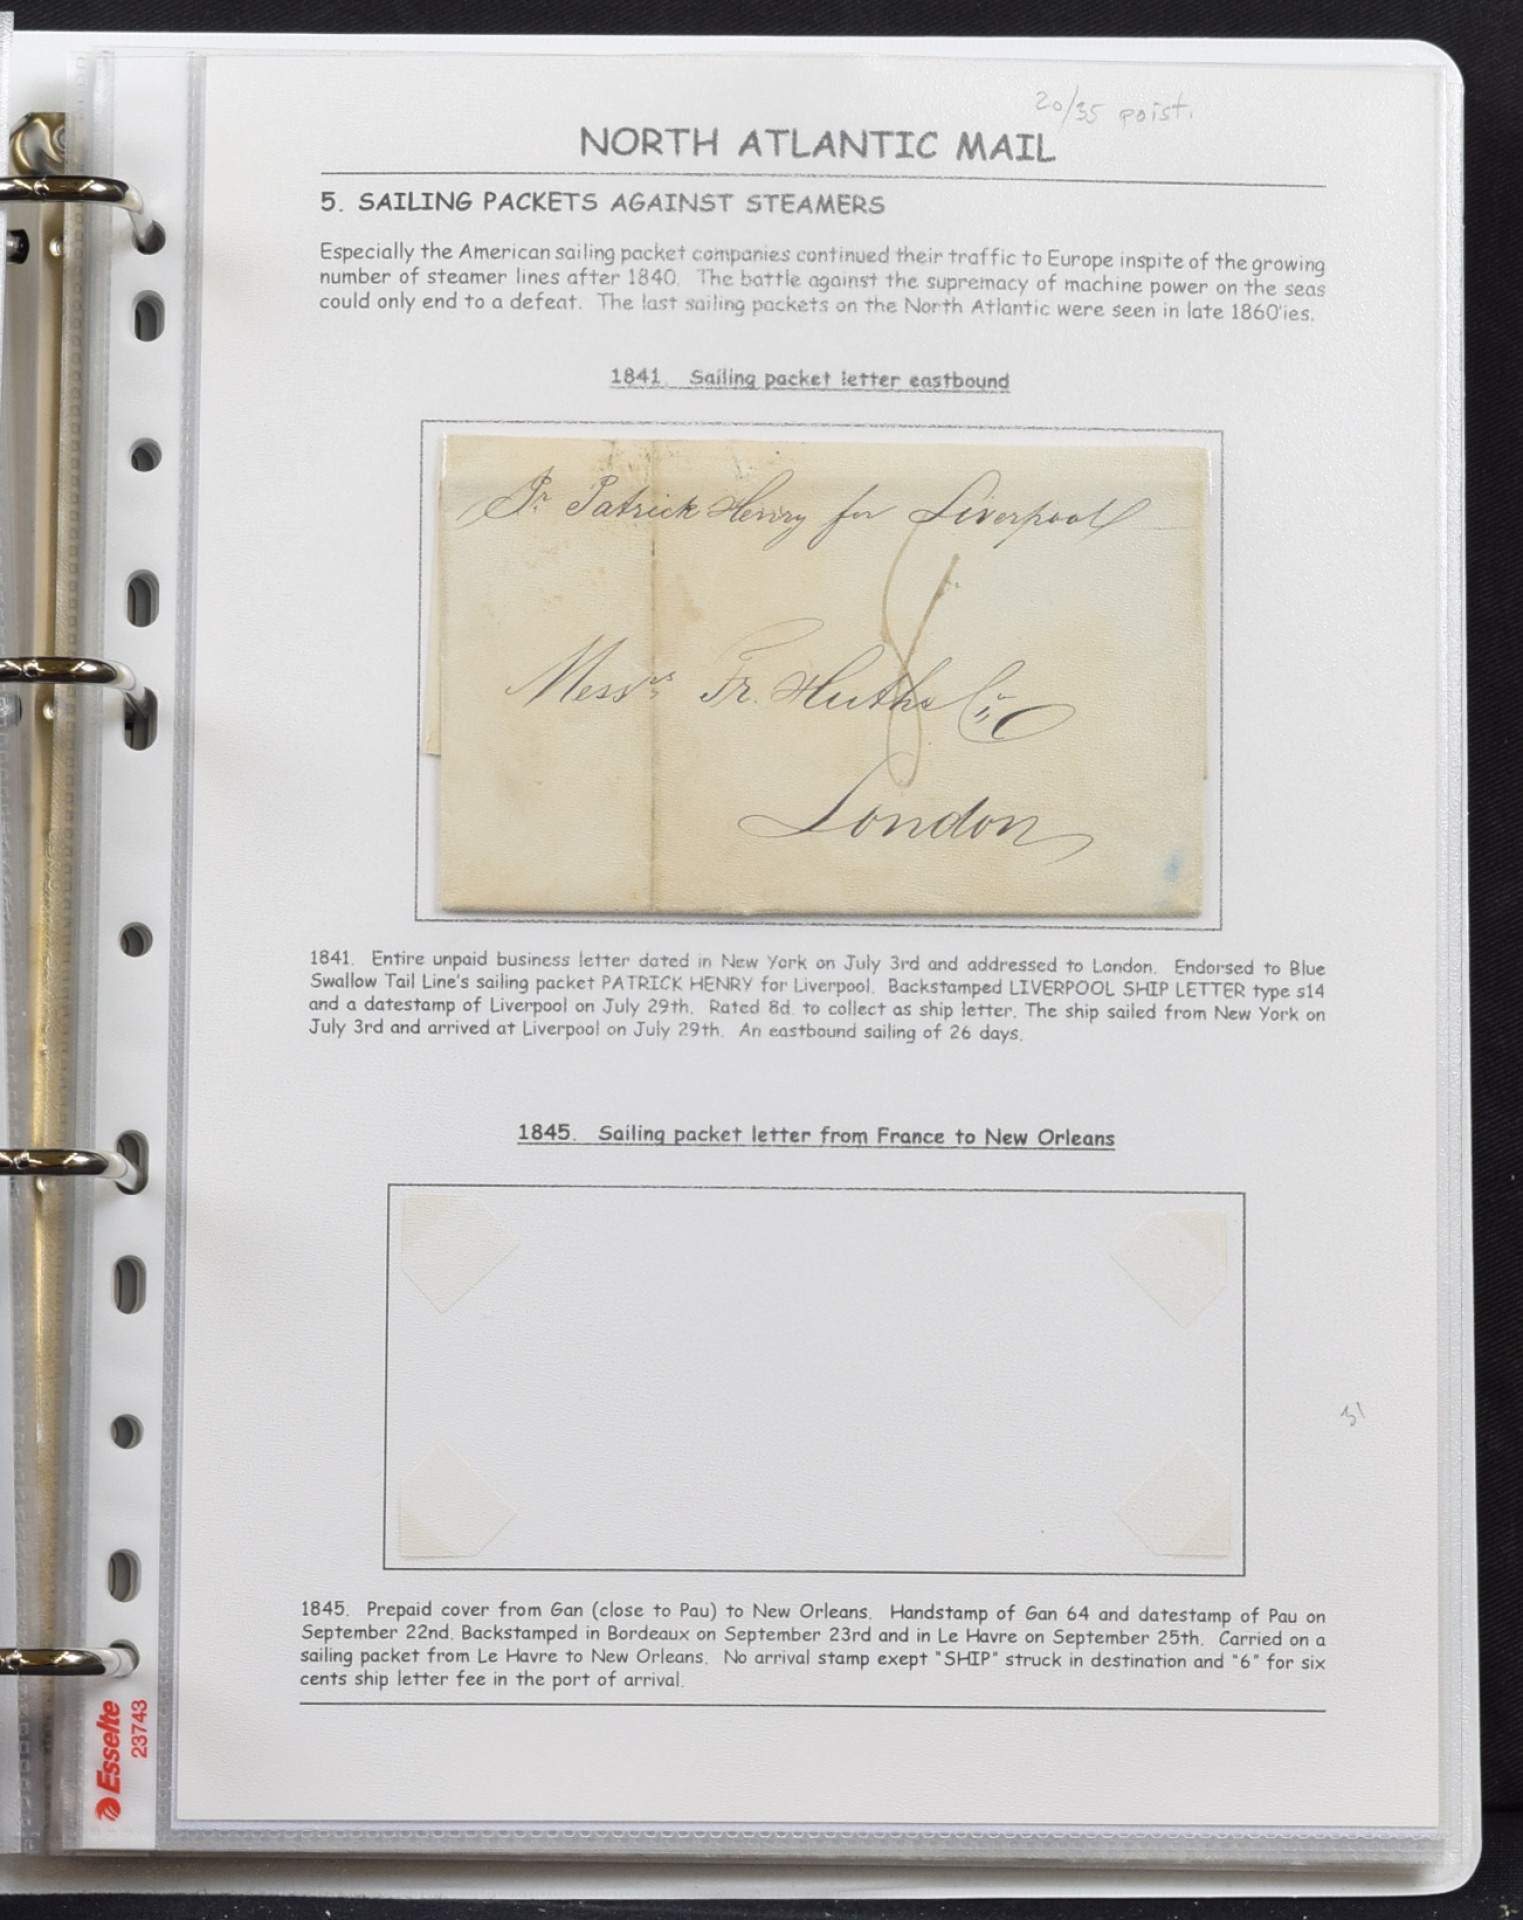 20/35 poist.
NORTH ATLANTIC MAIL
5. SAILING PACKETS AGAINST STEAMERS
Especially the American sailing packet companies continued their traffic to Europe inspite of the growing
number of steamer lines after 1840. The battle against the supremacy of machine power on the seas
could only end to a defeat. The last sailing packets on the North Atlantic were seen in late 1860'ies.
1841. Sailing packet letter eastbound
Pr Patrick Henry for Liverpool
8
Messrs Fr. Huth & Co
London
1841. Entire unpaid business letter dated in New York on July 3rd and addressed to London. Endorsed to Blue
Swallow Tail Line's sailing packet PATRICK HENRY for Liverpool. Backstamped LIVERPOOL SHIP LETTER type s14
and a datestamp of Liverpool on July 29th. Rated 8d. to collect as ship letter. The ship sailed from New York on
July 3rd and arrived at Liverpool on July 29th. An eastbound sailing of 26 days.
1845. Sailing packet letter from France to New Orleans
31
1845. Prepaid cover from Gan (close to Pau) to New Orleans. Handstamp of Gan 64 and datestamp of Pau on
September 22nd. Backstamped in Bordeaux on September 23rd and in Le Havre on September 25th. Carried on a
sailing packet from Le Havre to New Orleans. No arrival stamp exept "SHIP" struck in destination and "6" for six
cents ship letter fee in the port of arrival.
Esselte
23743